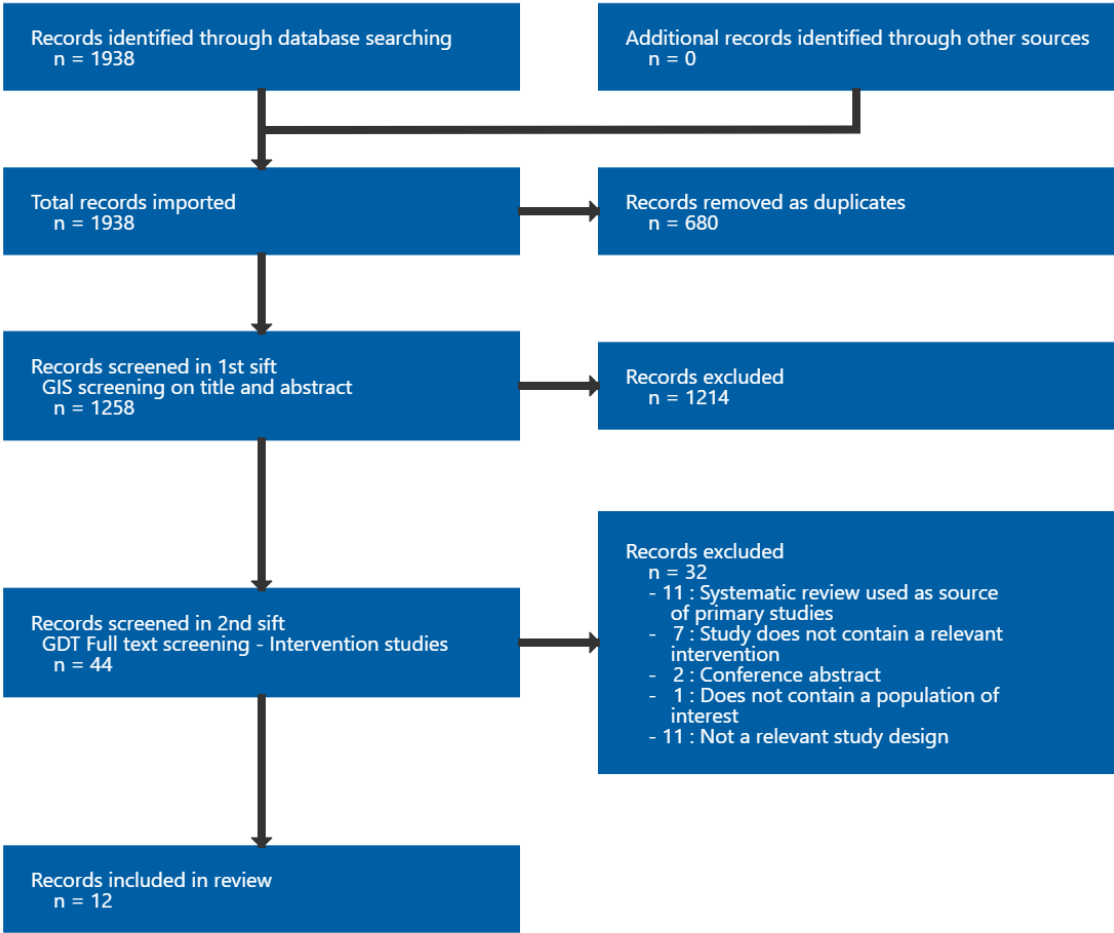 Records identified through database searching
n = 1938
Additional records identified through other sources
n = 0
Total records imported
n = 1938
Records removed as duplicates
n = 680
Records screened in 1st sift
GIS screening on title and abstract
n = 1258
Records excluded
n = 1214
Records screened in 2nd sift
GDT Full text screening - Intervention studies
n = 44
Records excluded
n = 32
- 11 : Systematic review used as source
of primary studies
- 7 : Study does not contain a relevant
intervention
- 2 : Conference abstract
- 1 : Does not contain a population of
interest
- 11 : Not a relevant study design
Records included in review
n = 12